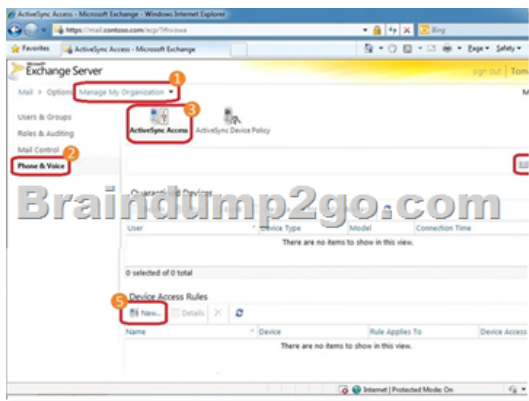 ActiveSync Access - Microsoft Exchange - Windows Internet Explorer
https://mail.contoso.com/ecp/?rfr=owa
Bing
Favorites ActiveSync Access - Microsoft Exchange Page Safety
Microsoft
Exchange Server
sign out Tom
1
Mail > Options Manage My Organization M
3
Users & Groups
Roles & Auditing
ActiveSync Access ActiveSync Device Policy
Mail Control
2
Phone & Voice
Braindump2go.com
Quarantined Devices
User Device Type Model Connection Time
There are no items to show in this view.
0 selected of 0 total
Device Access Rules
5
New... Details
Name Device Rule Applies To Device Access
There are no items to show in this view.
Internet | Protected Mode: On